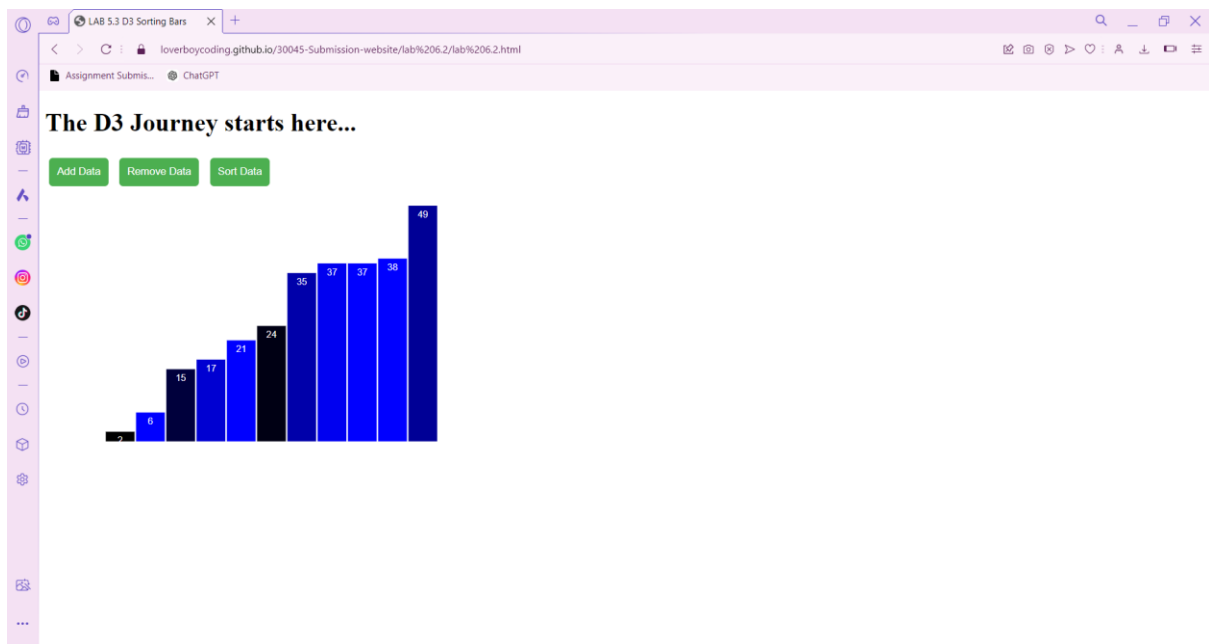 LAB 5.3 D3 Sorting Bars
loverboycoding.github.io/30045-Submission-website/lab%206.2/lab%206.2.html
Assignment Submis... ChatGPT
The D3 Journey starts here...
Add Data Remove Data Sort Data
2 6 15 17 21 24 35 37 37 38 49